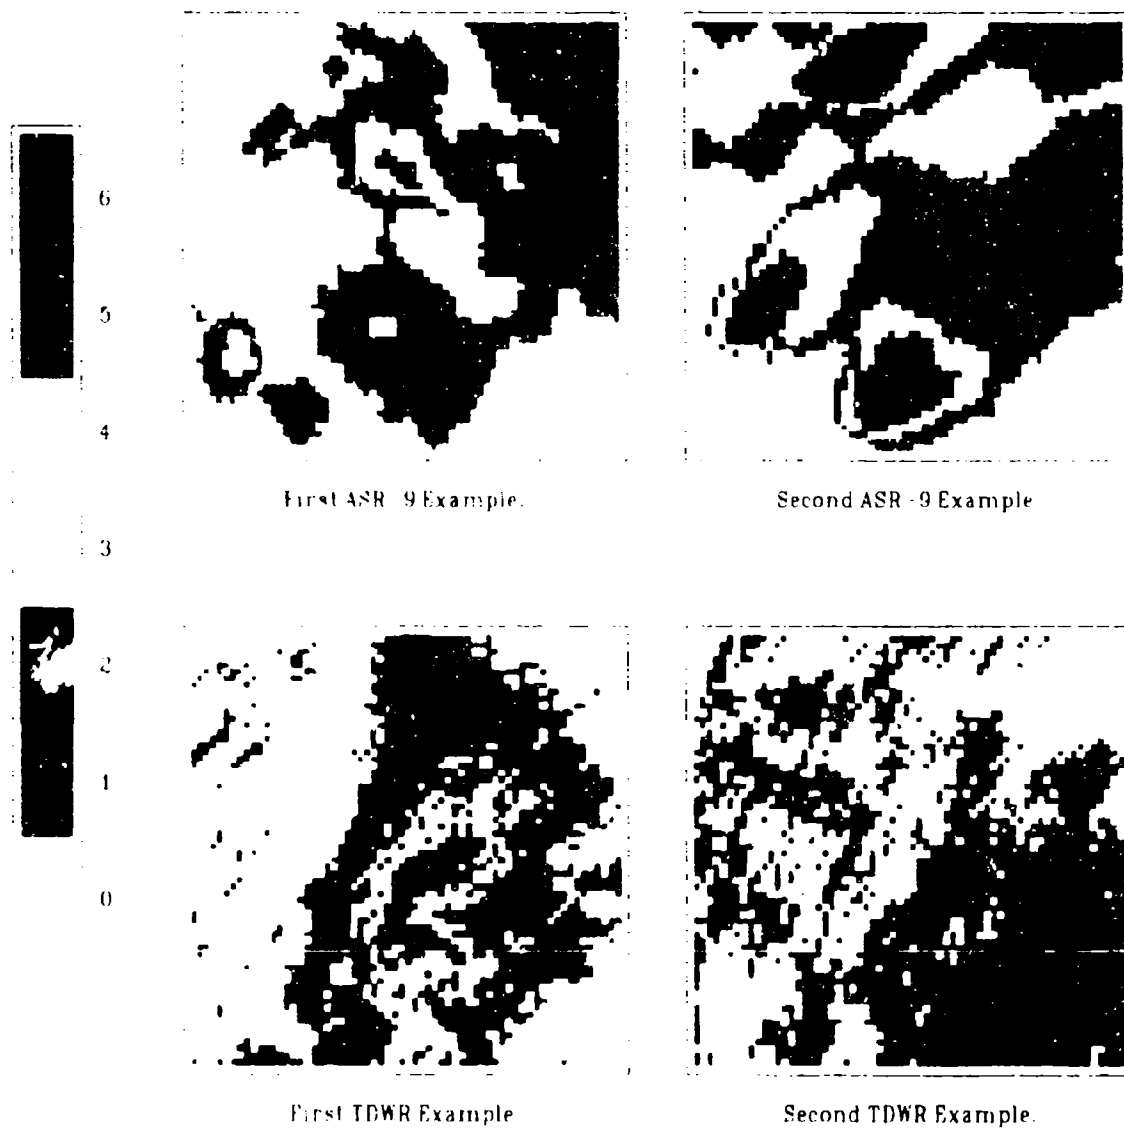 6
5
4
3
2
1
0
First ASR-9 Example.
Second ASR-9 Example
First TDWR Example
Second TDWR Example.